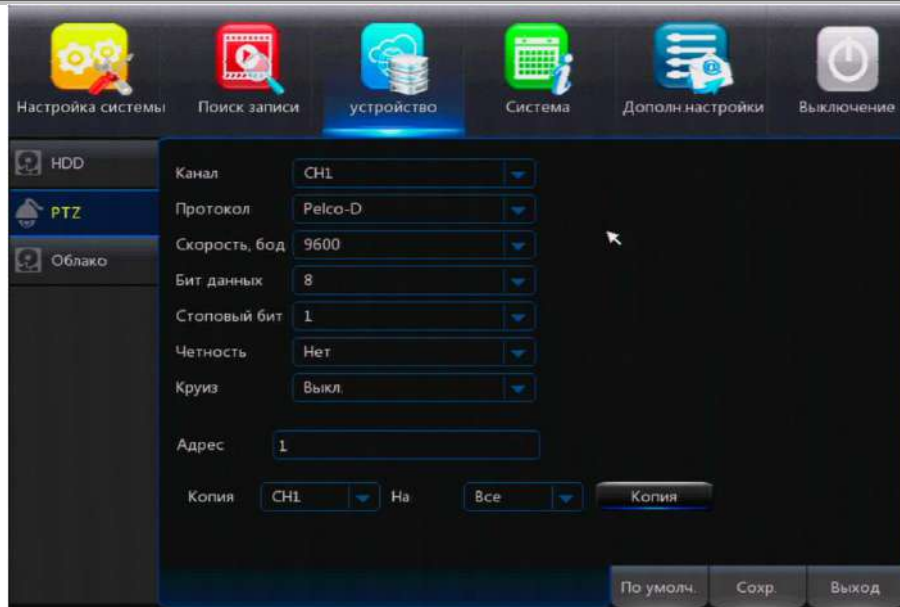 Настройка системы Поиск записи устройство Система Дополн.настройки Выключение
HDD
PTZ
Облако
Канал CH1
Протокол Pelco-D
Скорость, бод 9600
Бит данных 8
Стоповый бит 1
Четность Нет
Круиз Выкл.
Адрес 1
Копия CH1 На Все Копия
По умолч. Сохр. Выход